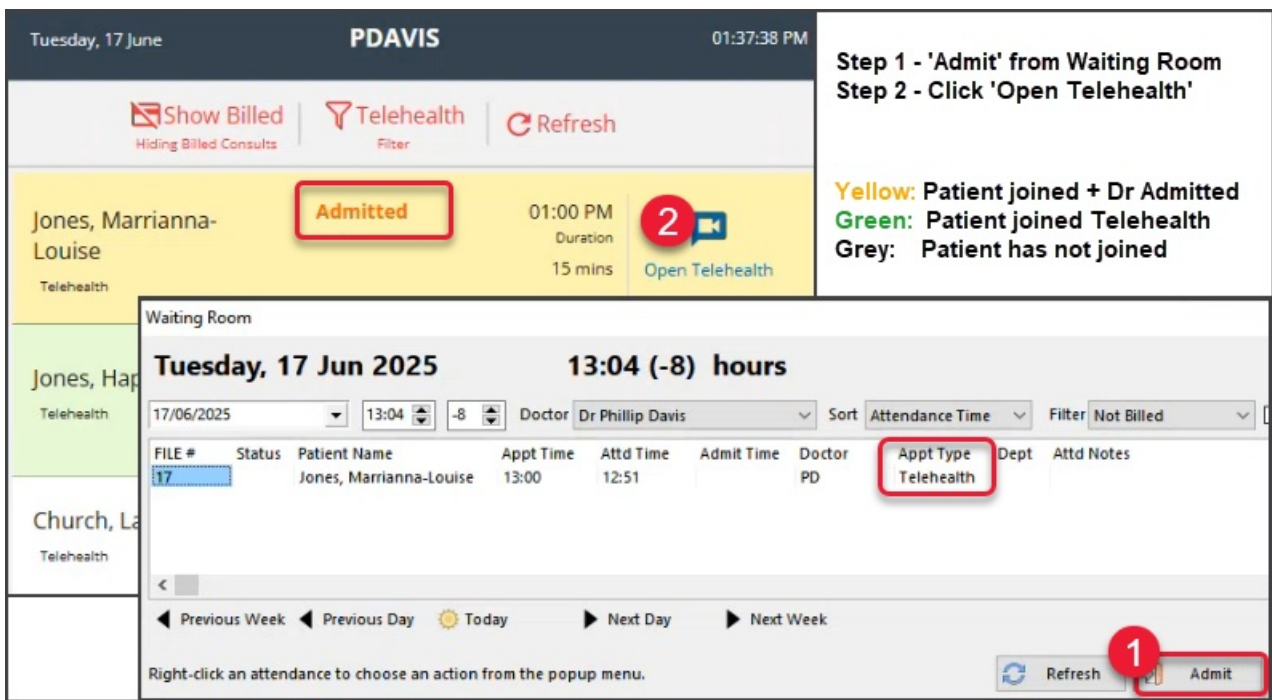 Tuesday, 17 June PDAVIS 01:37:38 PM
Show Billed
Hiding Billed Consults
Telehealth
Filter
Refresh
Step 1 - 'Admit' from Waiting Room
Step 2 - Click 'Open Telehealth'
Yellow: Patient joined + Dr Admitted
Green: Patient joined Telehealth
Grey: Patient has not joined
Jones, Marrianna-
Louise
Telehealth
Admitted
01:00 PM
Duration
15 mins
2
Open Telehealth
Jones, Hap
Telehealth
Church, La
Telehealth
Waiting Room
Tuesday, 17 Jun 2025 13:04 (-8) hours
17/06/2025 13:04 -8 Doctor Dr Phillip Davis Sort Attendance Time Filter Not Billed
FILE # Status Patient Name Appt Time Attd Time Admit Time Doctor Appt Type Dept Attd Notes
17 Jones, Marrianna-Louise 13:00 12:51 PD Telehealth
Previous Week Previous Day Today Next Day Next Week
1
Right-click an attendance to choose an action from the popup menu. Refresh Admit